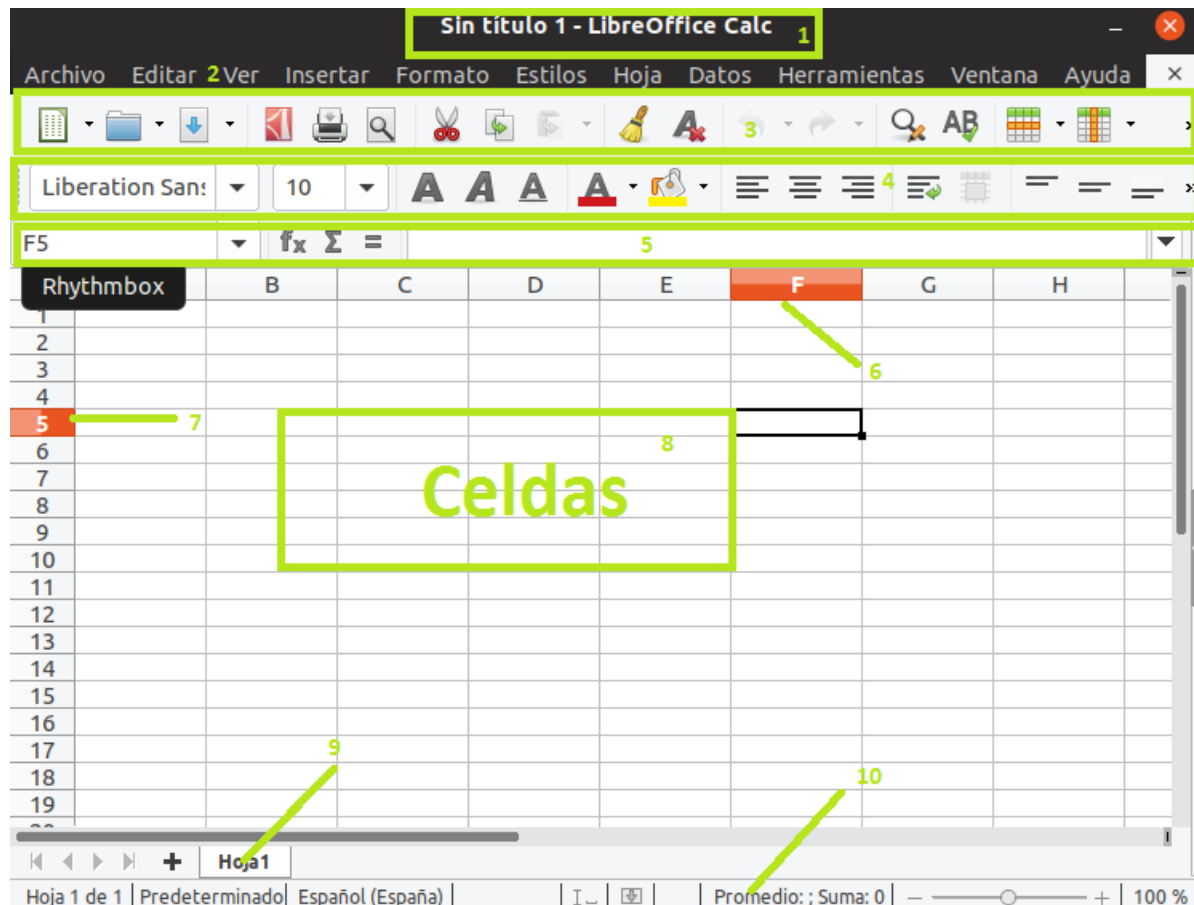 Sin título 1 - LibreOffice Calc 1
Archivo Editar 2 Ver Insertar Formato Estilos Hoja Datos Herramientas Ventana Ayuda
3
Liberation Sans 10 4
F5 5
Rhythmbox B C D E F G H
1
2
3 6
4
5 7
6 8
7
Celdas
8
9
10
11
12
13
14
15
16
17 9
18 10
19
Hoja1
Hoja 1 de 1 Predeterminado Español (España) Promedio: ; Suma: 0 100 %